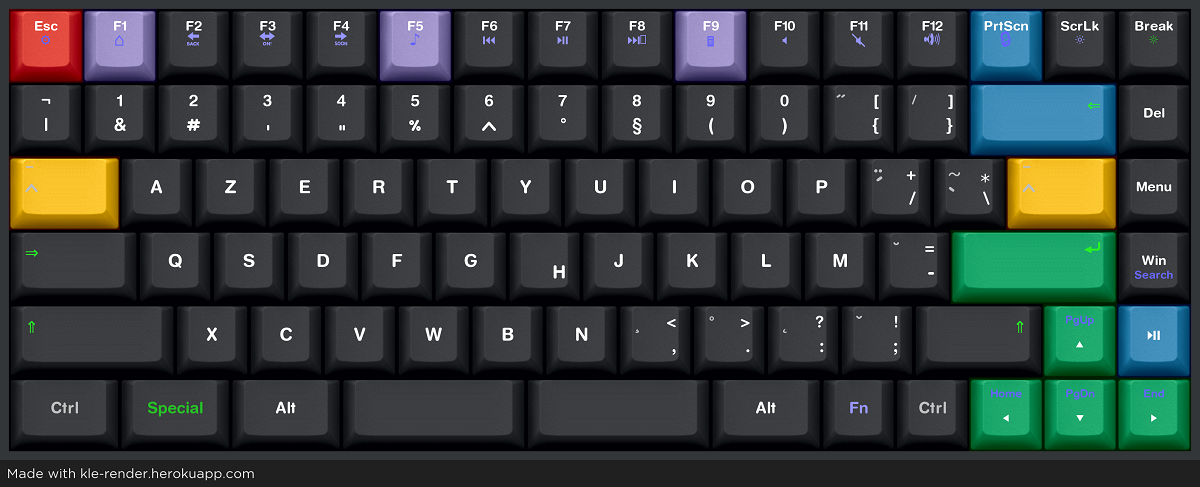 Esc F1 F2 F3 F4 F5 F6 F7 F8 F9 F10 F11 F12 PrtScn ScrLk Break
BACK ON! SOON
¬ 1 2 3 4 5 6 7 8 9 0 ˝ [ / ] ⇐ Del
| & # ' " % ^ ° § ( ) { }
A Z E R T Y U I O P ¨ + ~ * Menu
^ ˏ / ` \ ^
⇒ Q S D F G H J K L M ˘ = ↵ Win
- Search
⇑ X C V W B N < ° > ? ˘ ! ⇑ PgUp
, . : ; ▲ ⏯
Ctrl Special Alt Alt Fn Ctrl Home PgDn End
◂ ▾ ▸
Made with kle-render.herokuapp.com